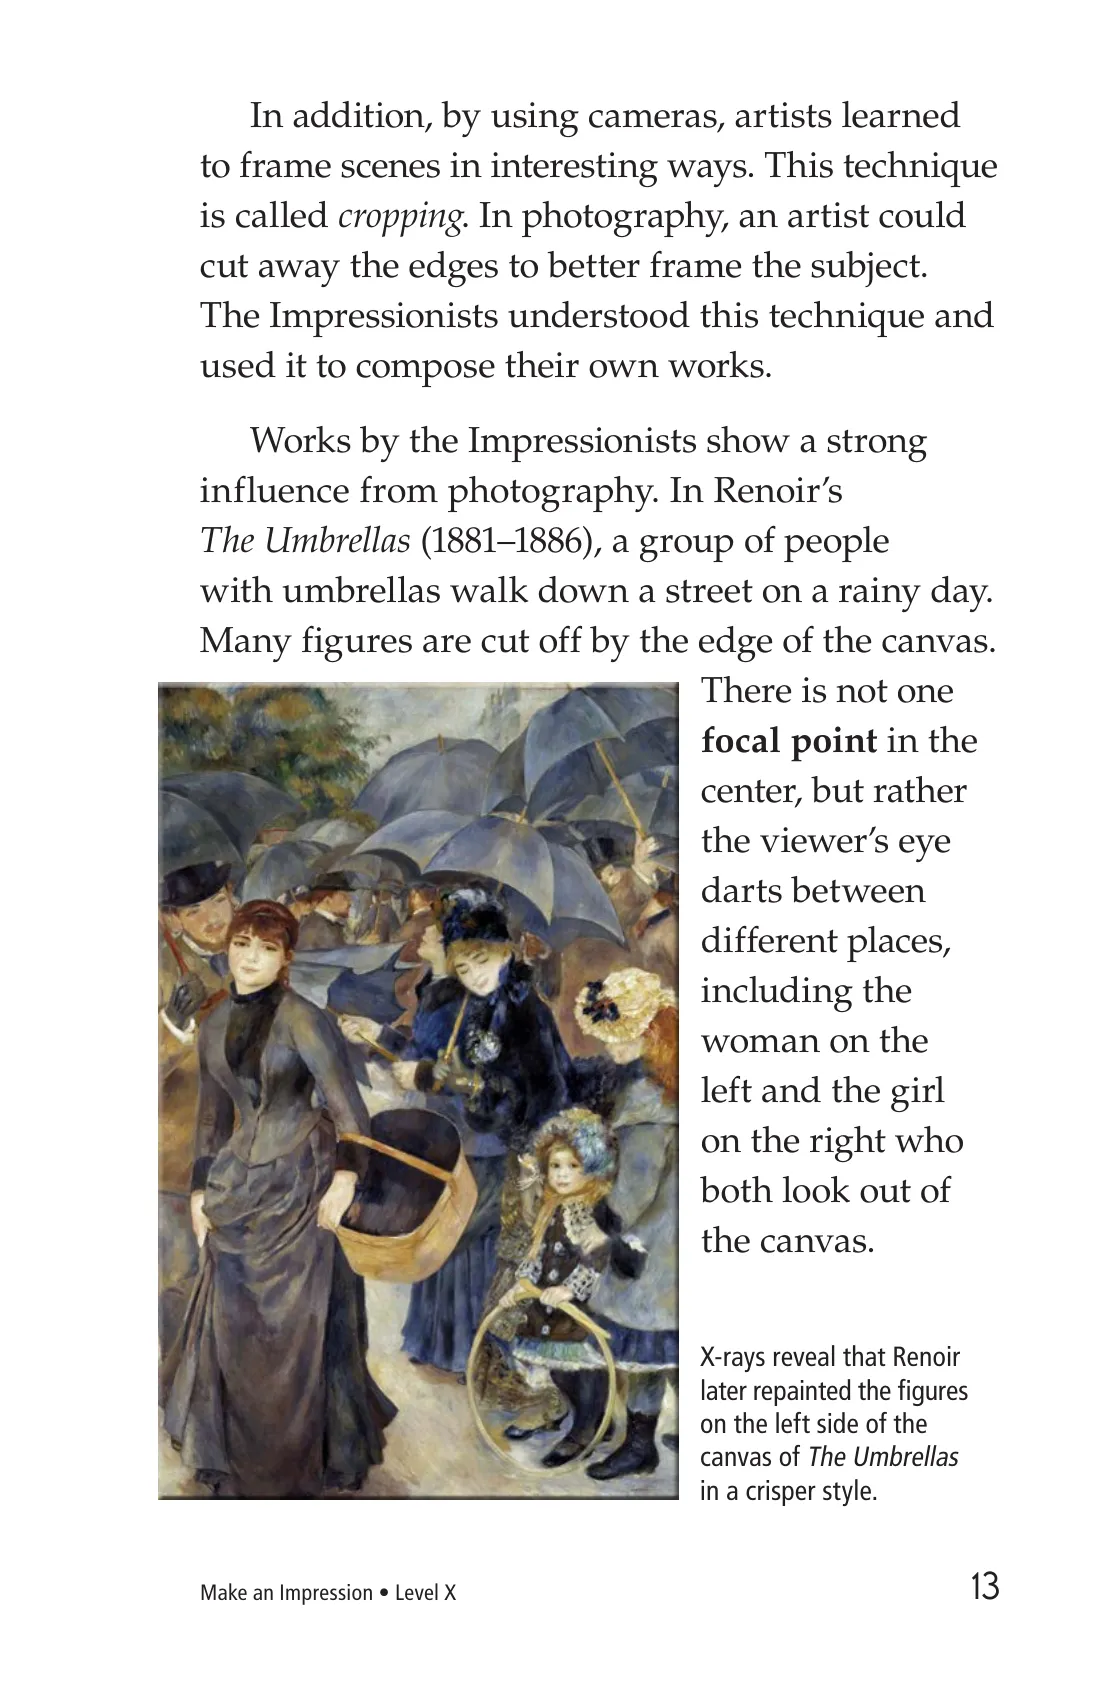 In addition, by using cameras, artists learned
to frame scenes in interesting ways. This technique
is called cropping. In photography, an artist could
cut away the edges to better frame the subject.
The Impressionists understood this technique and
used it to compose their own works.
Works by the Impressionists show a strong
influence from photography. In Renoir’s
The Umbrellas (1881–1886), a group of people
with umbrellas walk down a street on a rainy day.
Many figures are cut off by the edge of the canvas.
There is not one
focal point in the
center, but rather
the viewer’s eye
darts between
different places,
including the
woman on the
left and the girl
on the right who
both look out of
the canvas.
X-rays reveal that Renoir
later repainted the figures
on the left side of the
canvas of The Umbrellas
in a crisper style.
Make an Impression • Level X
13